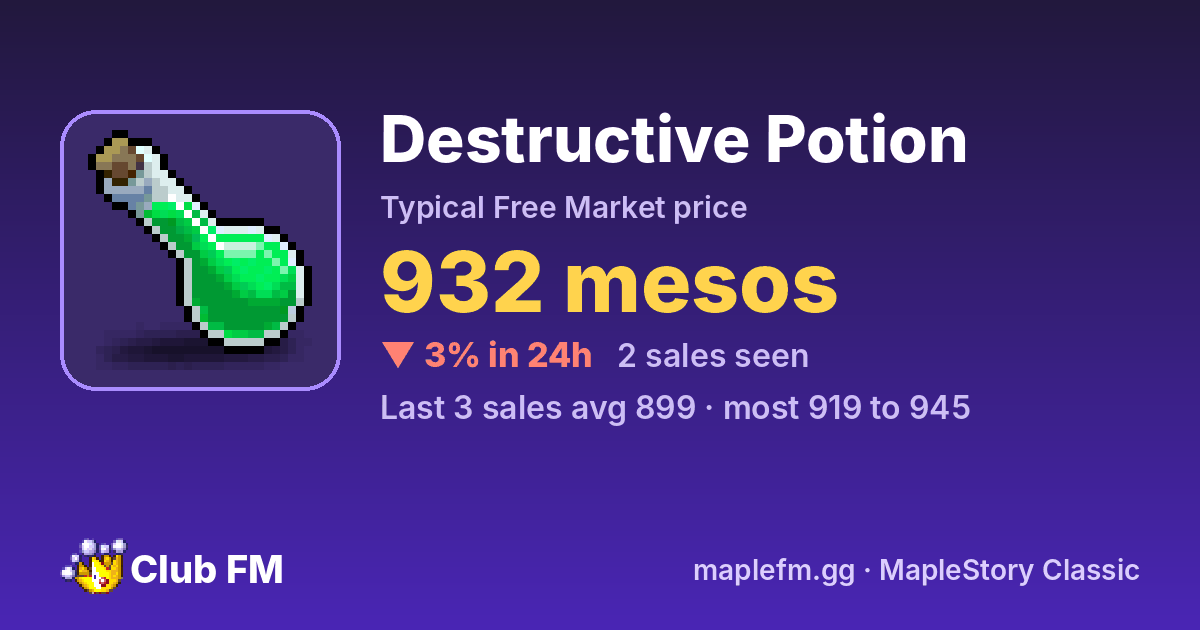 Destructive Potion
Typical Free Market price
932 mesos
▼ 3% in 24h 2 sales seen
Last 3 sales avg 899 · most 919 to 945
Club FM
maplefm.gg · MapleStory Classic